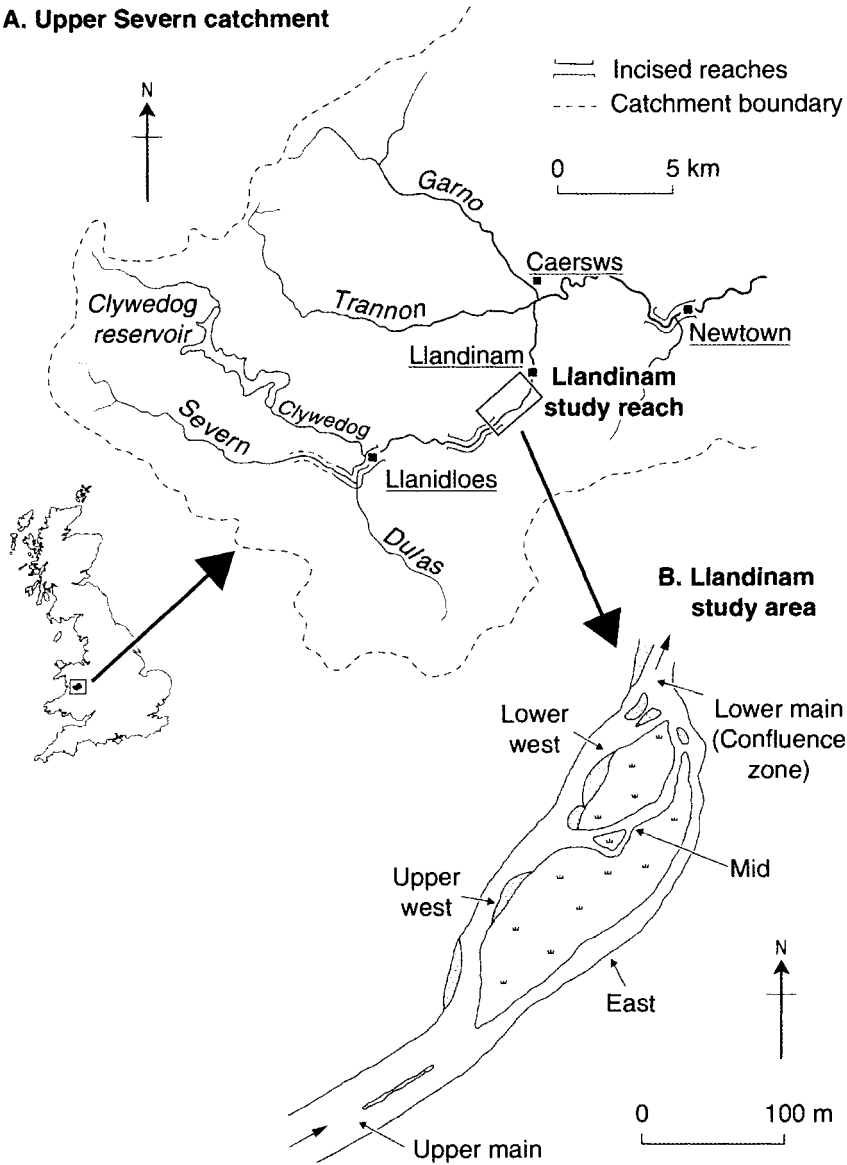 A. Upper Severn catchment
N
Incised reaches
Catchment boundary
0 5 km
Garno
Caersws
Clywedog
reservoir
Trannon
Newtown
Llandinam
Llandinam
study reach
Severn
Clywedog
Llanidloes
Dulas
B. Llandinam
study area
Lower
west
Lower main
(Confluence
zone)
Mid
Upper
west
N
East
0 100 m
Upper main